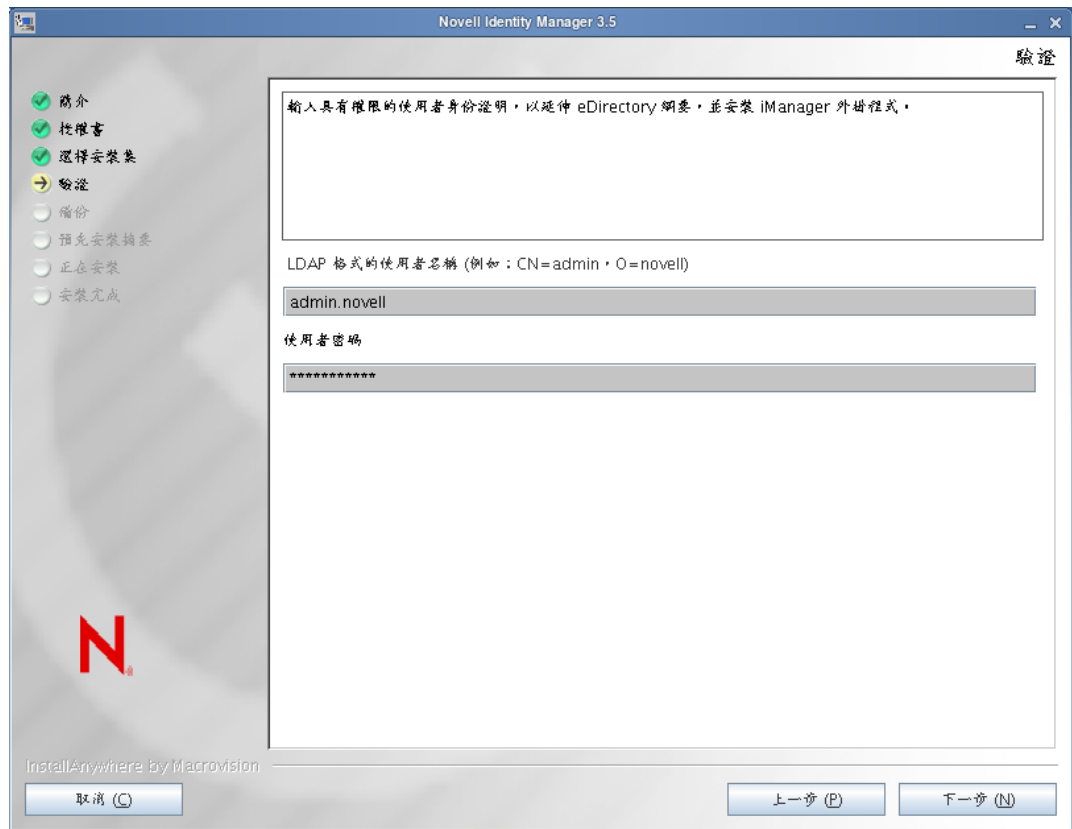 Novell Identity Manager 3.5
驗證
簡介
授權書
選擇安裝集
驗證
備份
預先安裝摘要
正在安裝
安裝完成
輸入具有權限的使用者身份證明，以延伸 eDirectory 綱要，並安裝 iManager 外掛程式。
LDAP 格式的使用者名稱 (例如：CN=admin，O=novell)
admin.novell
使用者密碼
***********
N
InstallAnywhere by Macrovision
取消 (C)
上一步 (P)
下一步 (N)